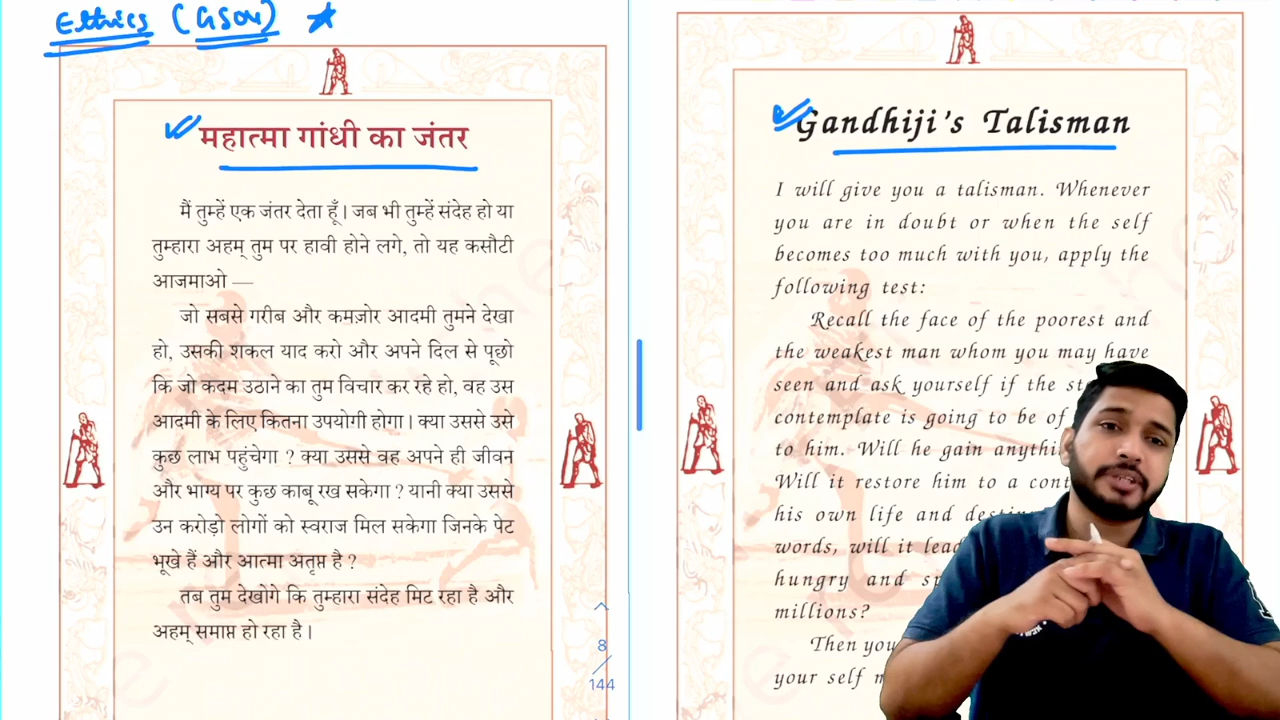 Ethics (GS04)
महात्मा गांधी का जंतर
मैं तुम्हें एक जंतर देता हूँ। जब भी तुम्हें संदेह हो या
तुम्हारा अहम् तुम पर हावी होने लगे, तो यह कसौटी
आजमाओ —
जो सबसे गरीब और कमज़ोर आदमी तुमने देखा
हो, उसकी शकल याद करो और अपने दिल से पूछो
कि जो कदम उठाने का तुम विचार कर रहे हो, वह उस
आदमी के लिए कितना उपयोगी होगा। क्या उससे उसे
कुछ लाभ पहुंचेगा ? क्या उससे वह अपने ही जीवन
और भाग्य पर कुछ काबू रख सकेगा ? यानी क्या उससे
उन करोड़ो लोगों को स्वराज मिल सकेगा जिनके पेट
भूखे हैं और आत्मा अतृप्त है ?
तब तुम देखोगे कि तुम्हारा संदेह मिट रहा है और
अहम् समाप्त हो रहा है।
8
144
Gandhiji's Talisman
I will give you a talisman. Whenever
you are in doubt or when the self
becomes too much with you, apply the
following test:
Recall the face of the poorest and
the weakest man whom you may have
seen and ask yourself if the
contemplate is going to be of
to him. Will he gain
Will it restore him to a
his own life and
words, will it
hungry and
millions?
Then you
your self